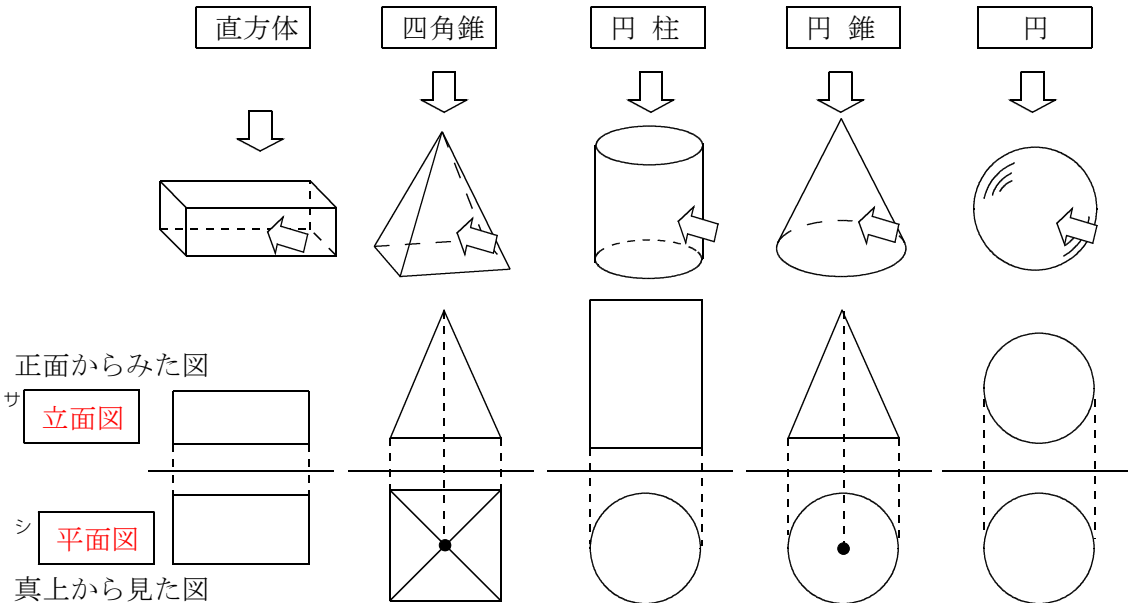 直方体
四角錐
円 柱
円 錐
円
正面からみた図
サ 立面図
シ 平面図
真上から見た図